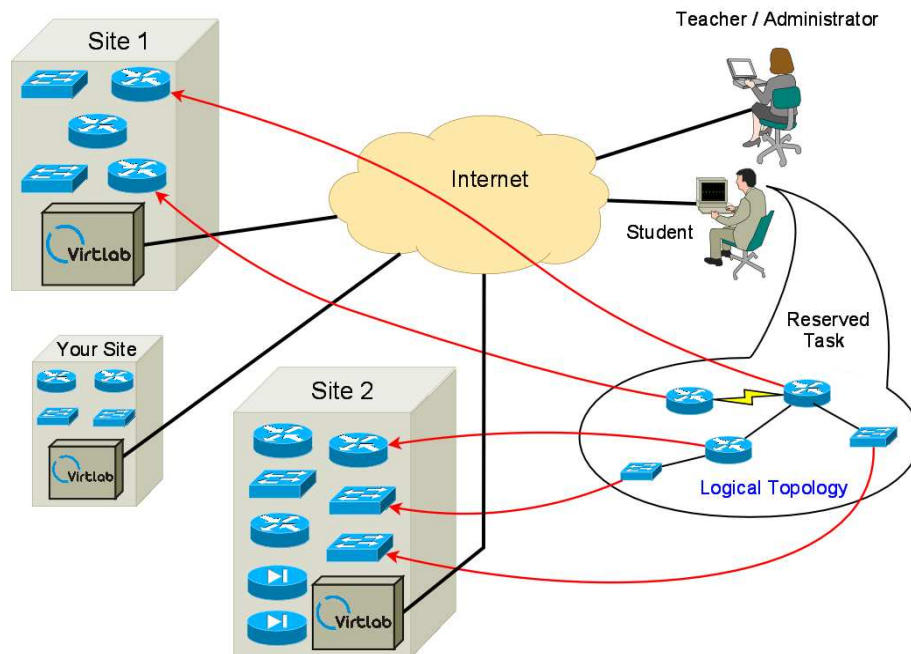 Teacher / Administrator
Site 1
Internet
Virtlab
Student
Reserved
Task
Your Site
Site 2
Virtlab
Logical Topology
Virtlab